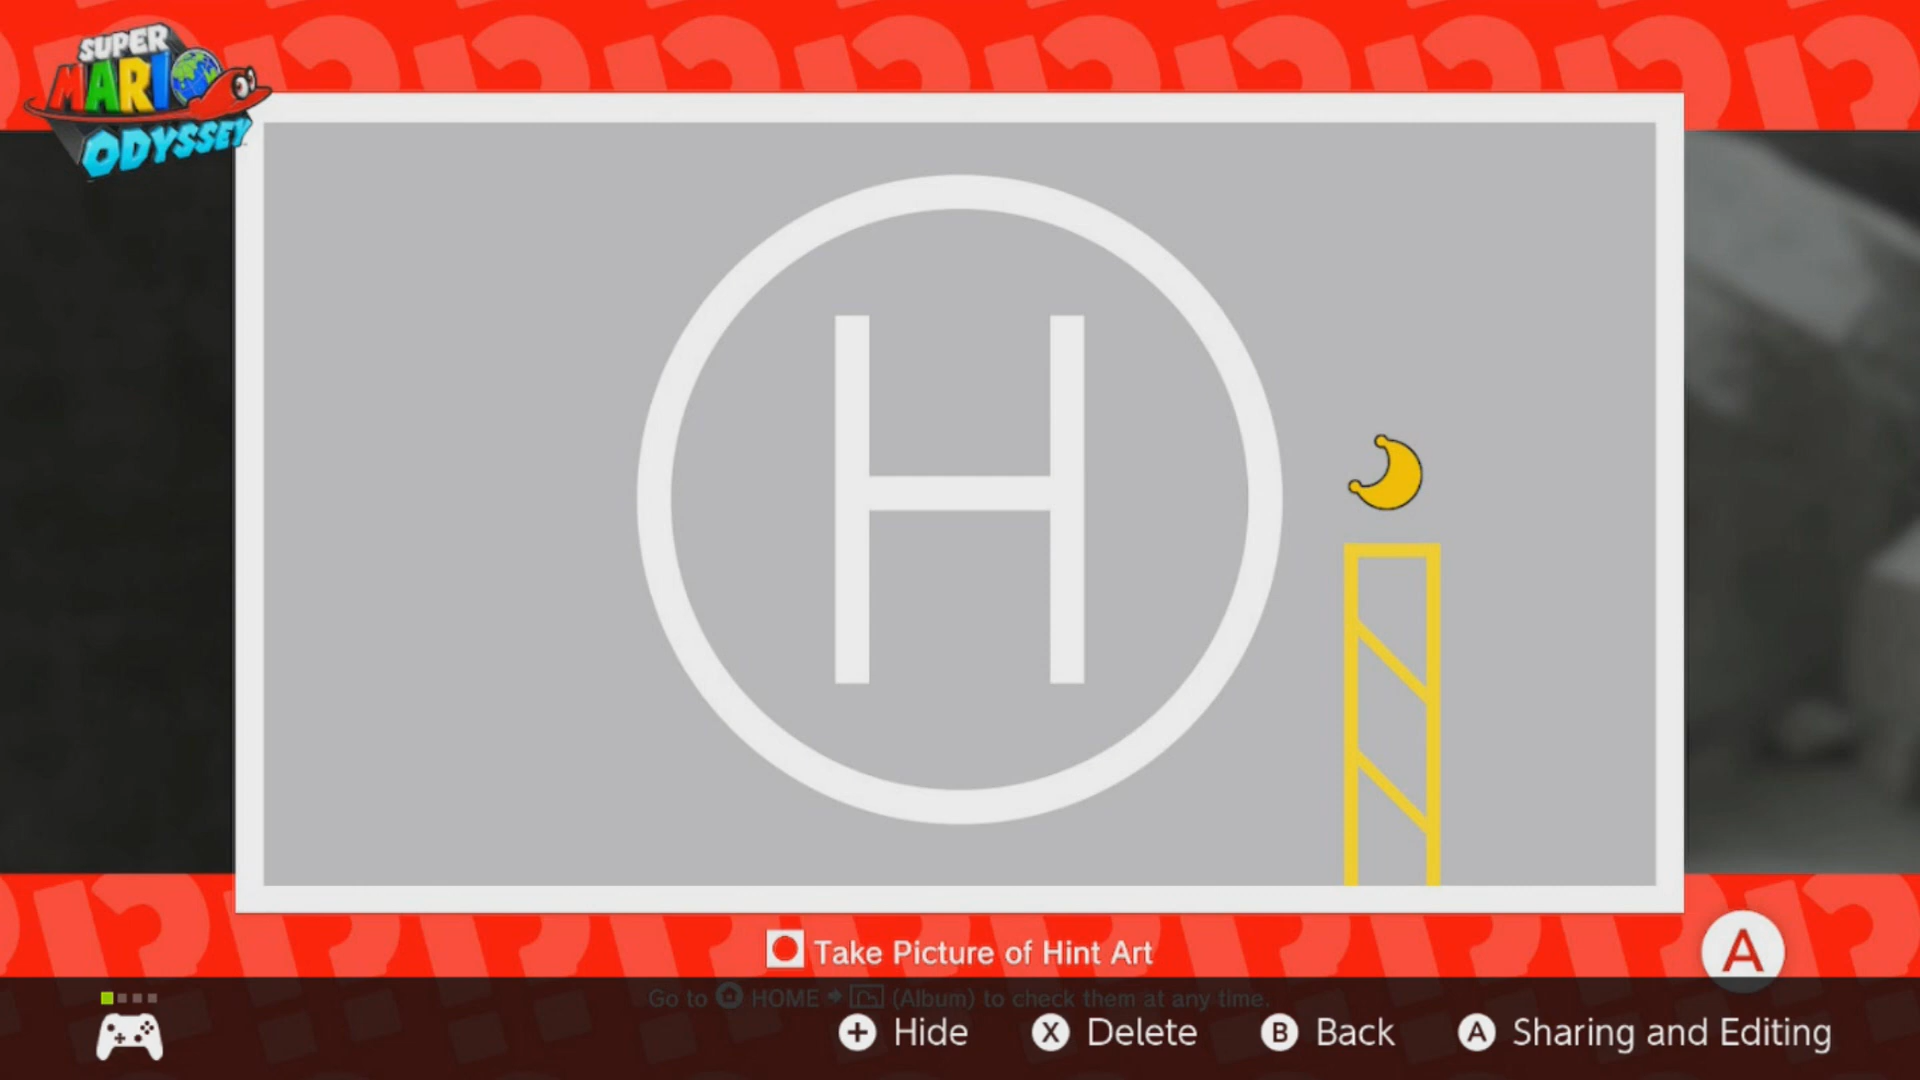 SUPER
MARIO
ODYSSEY
H
Take Picture of Hint Art
A
Go to HOME → (Album) to check them at any time.
+ Hide X Delete B Back A Sharing and Editing